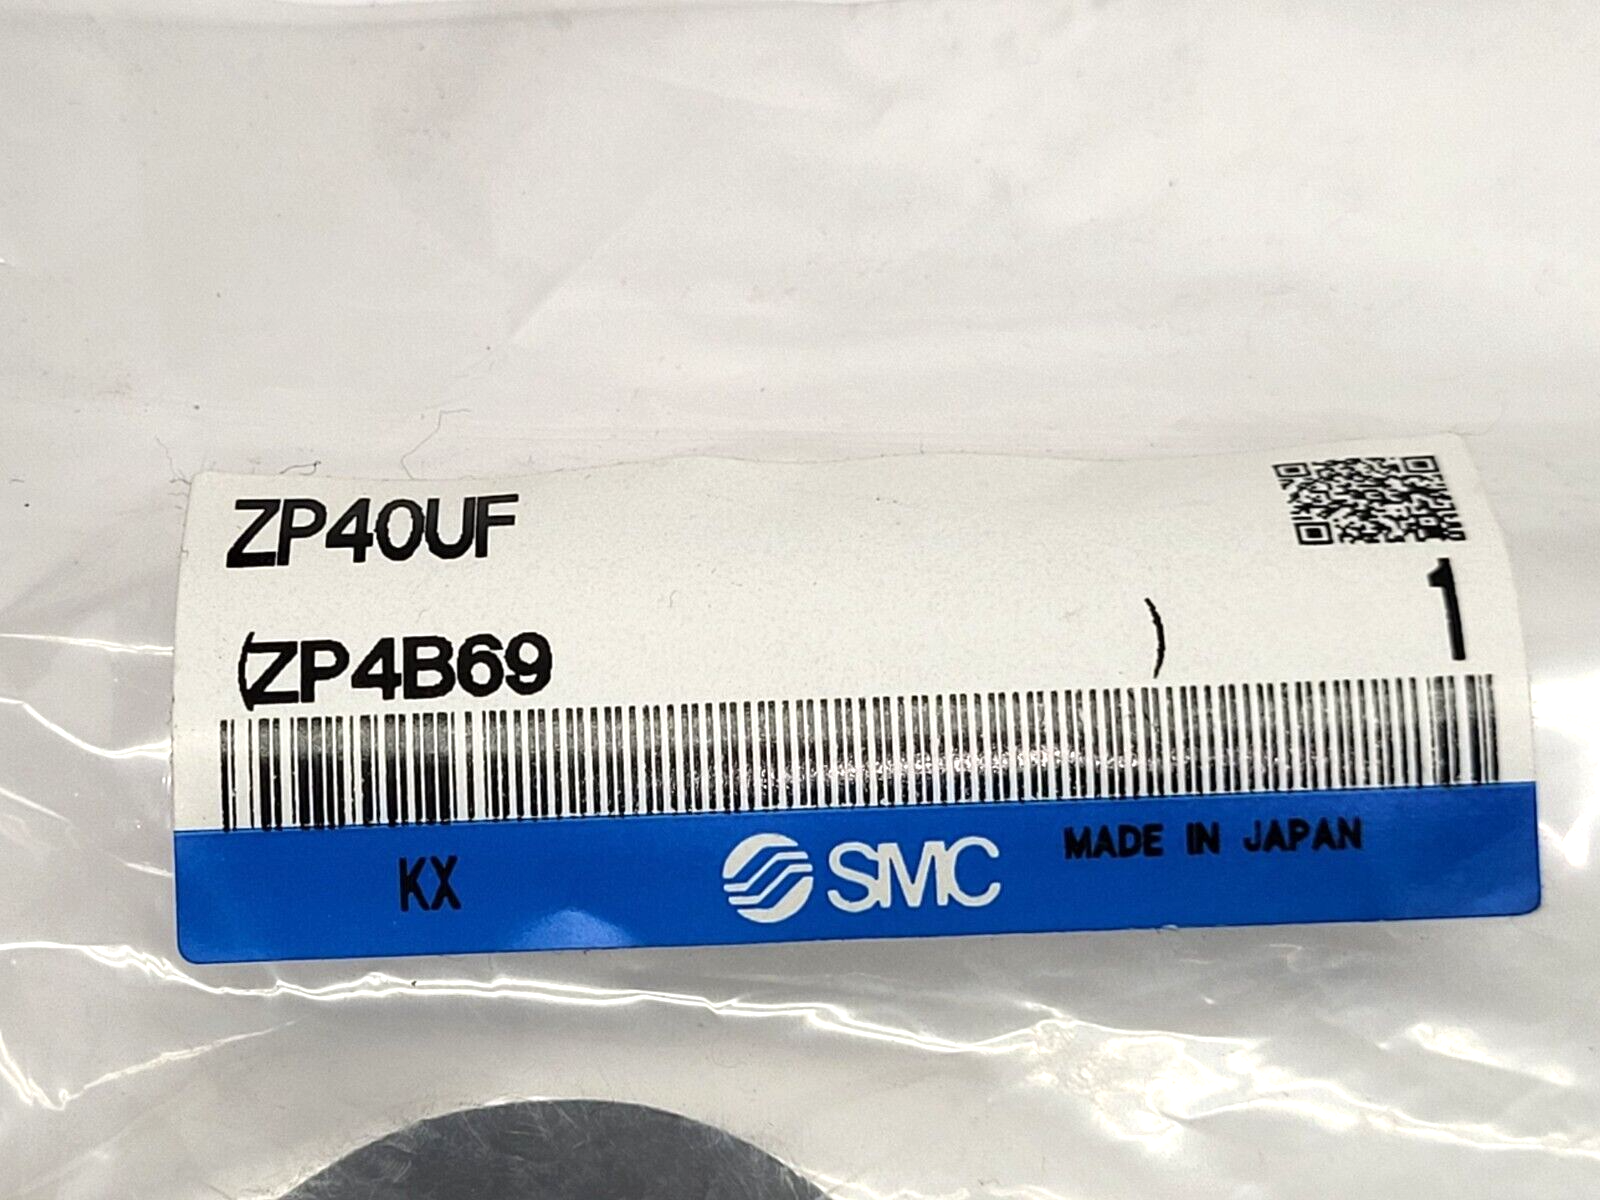 ZP40UF
(ZP4B69 )
1
KX SMC MADE IN JAPAN